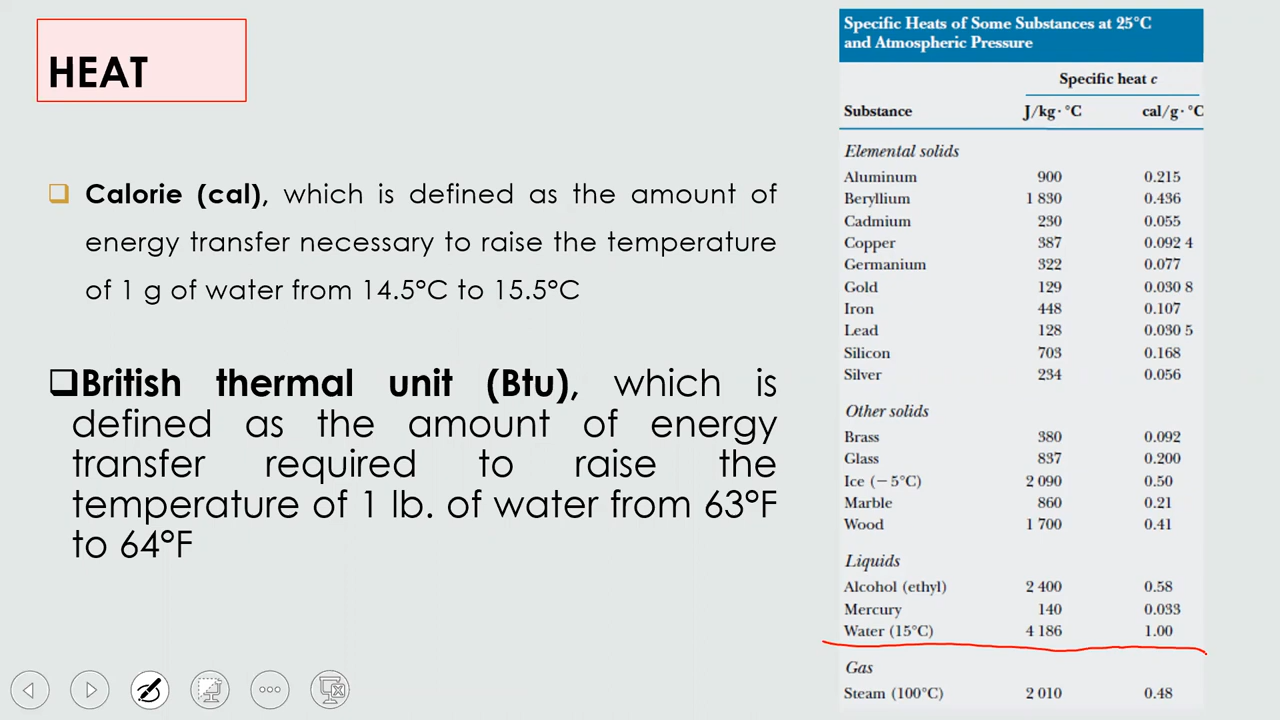 HEAT
❑ Calorie (cal), which is defined as the amount of
energy transfer necessary to raise the temperature
of 1 g of water from 14.5°C to 15.5°C
❑British thermal unit (Btu), which is
defined as the amount of energy
transfer required to raise the
temperature of 1 lb. of water from 63°F
to 64°F
Specific Heats of Some Substances at 25°C
and Atmospheric Pressure
Specific heat c
Substance J/kg·°C cal/g·°C
Elemental solids
Aluminum 900 0.215
Beryllium 1 830 0.436
Cadmium 230 0.055
Copper 387 0.092 4
Germanium 322 0.077
Gold 129 0.030 8
Iron 448 0.107
Lead 128 0.030 5
Silicon 703 0.168
Silver 234 0.056
Other solids
Brass 380 0.092
Glass 837 0.200
Ice (−5°C) 2 090 0.50
Marble 860 0.21
Wood 1 700 0.41
Liquids
Alcohol (ethyl) 2 400 0.58
Mercury 140 0.033
Water (15°C) 4 186 1.00
Gas
Steam (100°C) 2 010 0.48